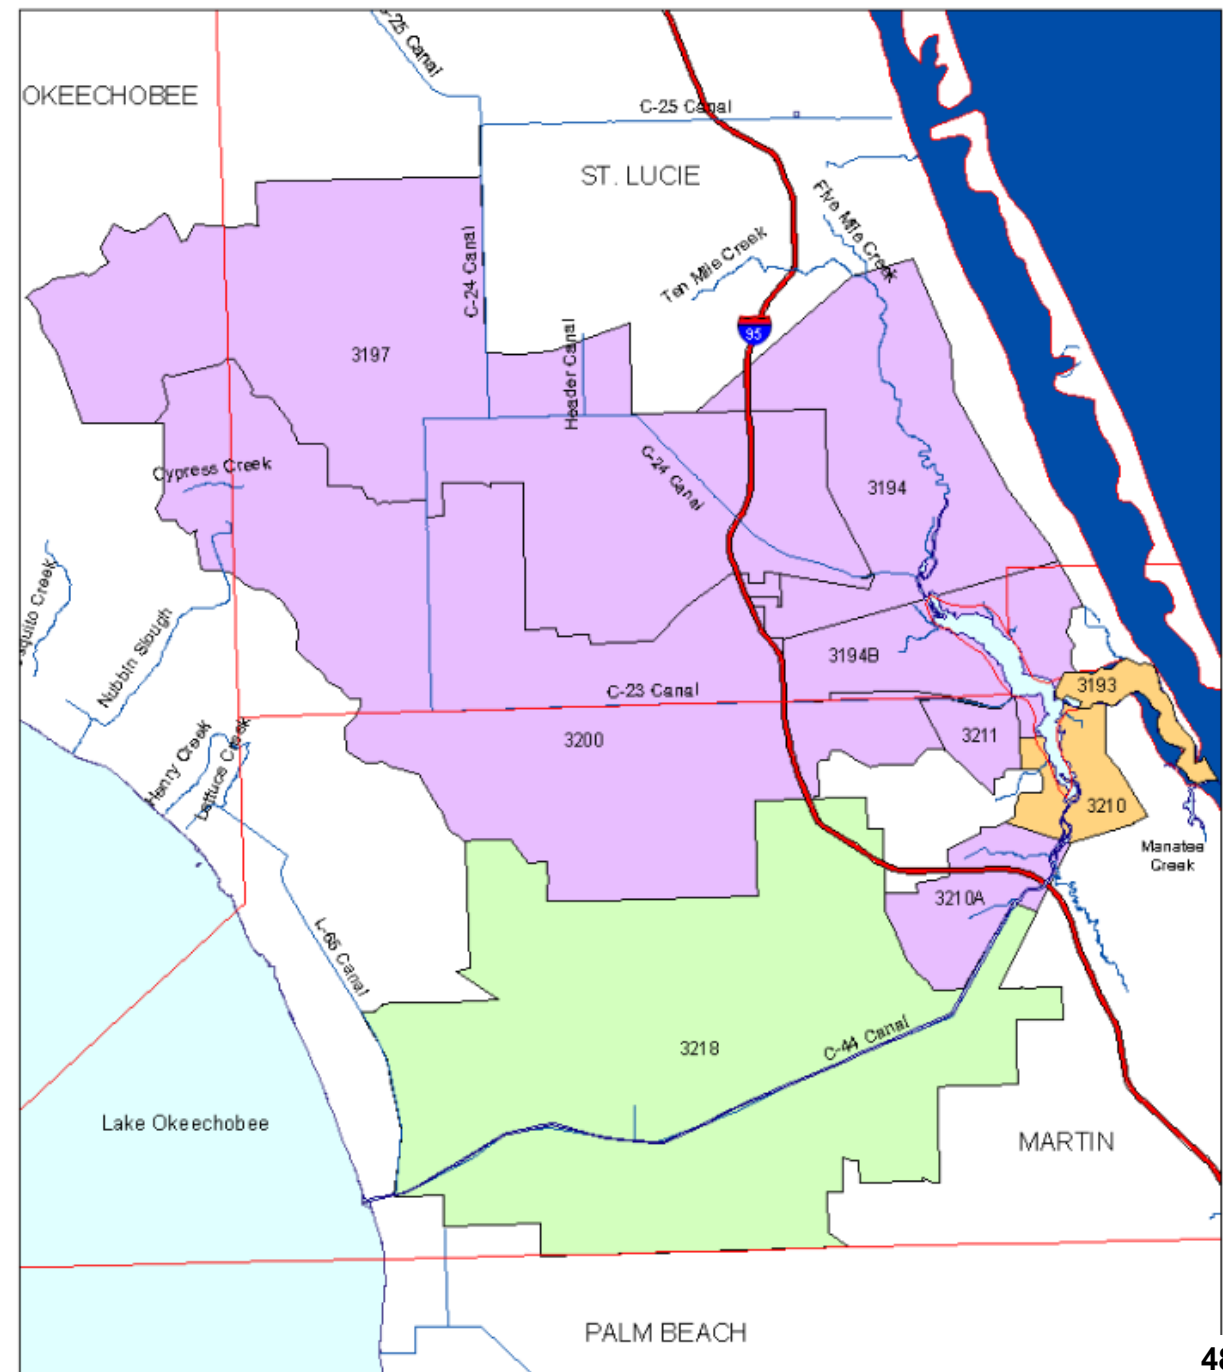 C-25 Canal
OKEECHOBEE
C-25 Canal
ST. LUCIE
Five Mile Creek
Ten Mile Creek
C-24 Canal
95
Header Canal
3197
C-24 Canal
Cypress Creek
3194
Nubbin Slough
3194B
C-23 Canal
3193
3200
3211
Henry Creek
Lettuce Creek
3210
Manatee
Creek
3210A
L-65 Canal
3218
C-44 Canal
Lake Okeechobee
MARTIN
PALM BEACH